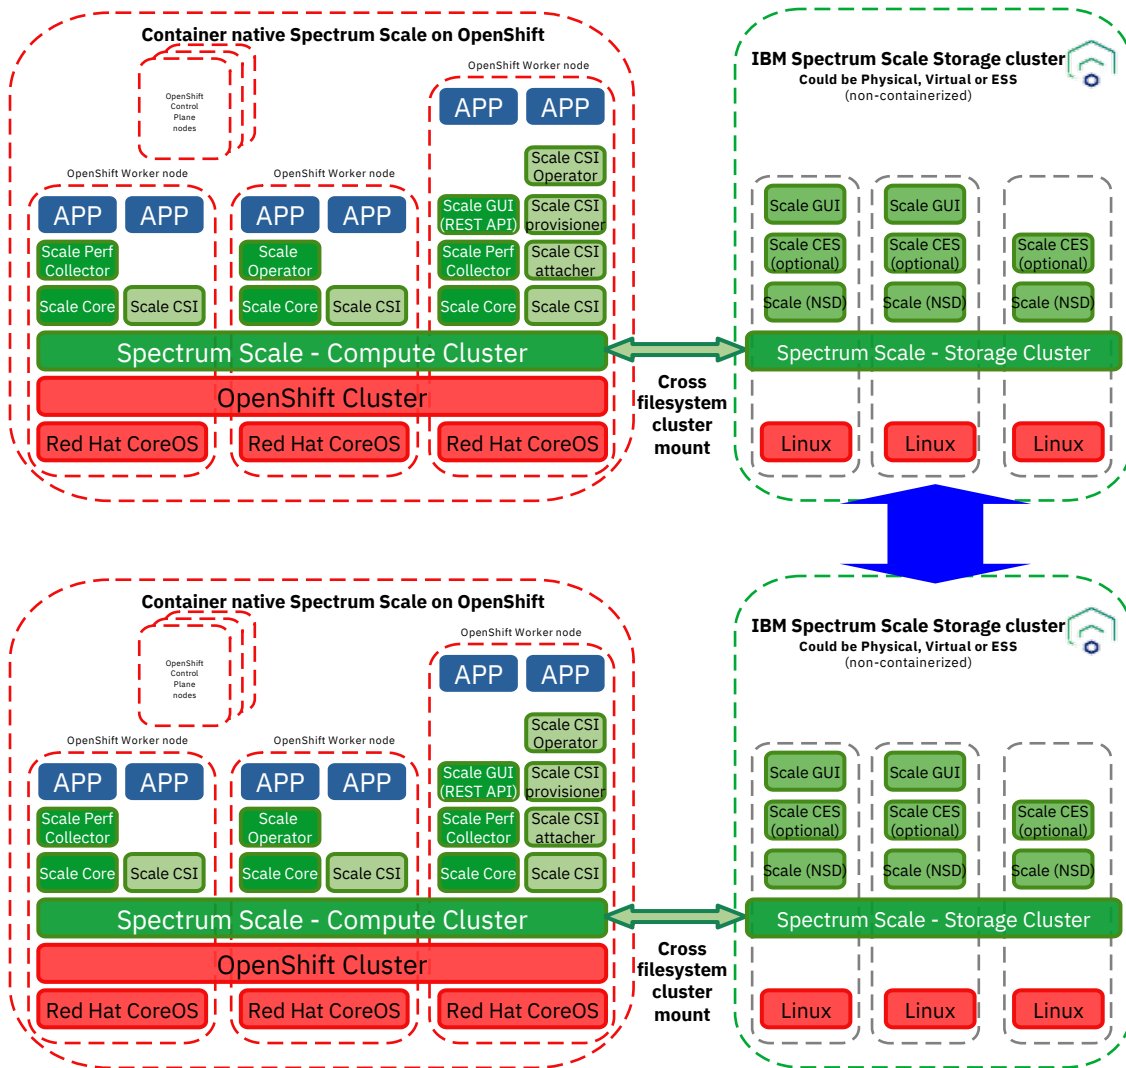 Container native Spectrum Scale on OpenShift
OpenShift
Control
Plane
nodes
OpenShift Worker node
APP APP
Scale CSI
Operator
Scale GUI
(REST API)
Scale CSI
provisioner
Scale Perf
Collector
Scale CSI
attacher
Scale Core
Scale CSI
OpenShift Worker node
APP APP
Scale Perf
Collector
Scale Core
Scale CSI
OpenShift Worker node
APP APP
Scale
Operator
Scale Core
Scale CSI
Spectrum Scale - Compute Cluster
OpenShift Cluster
Red Hat CoreOS
Red Hat CoreOS
Red Hat CoreOS
Cross
filesystem
cluster
mount
IBM Spectrum Scale Storage cluster
Could be Physical, Virtual or ESS
(non-containerized)
Scale GUI
Scale GUI
Scale CES
(optional)
Scale CES
(optional)
Scale CES
(optional)
Scale (NSD)
Scale (NSD)
Scale (NSD)
Spectrum Scale - Storage Cluster
Linux
Linux
Linux
Container native Spectrum Scale on OpenShift
OpenShift
Control
Plane
nodes
OpenShift Worker node
APP APP
Scale CSI
Operator
Scale GUI
(REST API)
Scale CSI
provisioner
Scale Perf
Collector
Scale CSI
attacher
Scale Core
Scale CSI
OpenShift Worker node
APP APP
Scale Perf
Collector
Scale Core
Scale CSI
OpenShift Worker node
APP APP
Scale
Operator
Scale Core
Scale CSI
Spectrum Scale - Compute Cluster
OpenShift Cluster
Red Hat CoreOS
Red Hat CoreOS
Red Hat CoreOS
Cross
filesystem
cluster
mount
IBM Spectrum Scale Storage cluster
Could be Physical, Virtual or ESS
(non-containerized)
Scale GUI
Scale GUI
Scale CES
(optional)
Scale CES
(optional)
Scale CES
(optional)
Scale (NSD)
Scale (NSD)
Scale (NSD)
Spectrum Scale - Storage Cluster
Linux
Linux
Linux